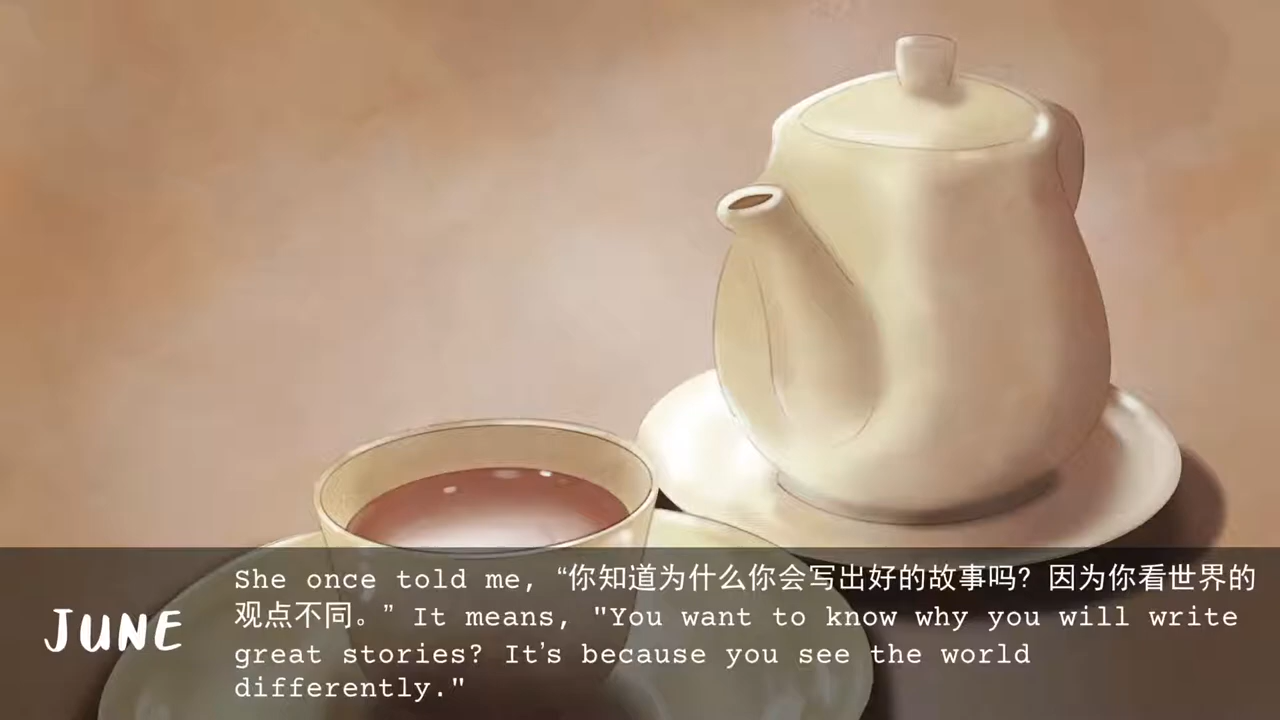 JUNE
She once told me, “你知道为什么你会写出好的故事吗? 因为你看世界的
观点不同。” It means, "You want to know why you will write
great stories? It's because you see the world
differently."